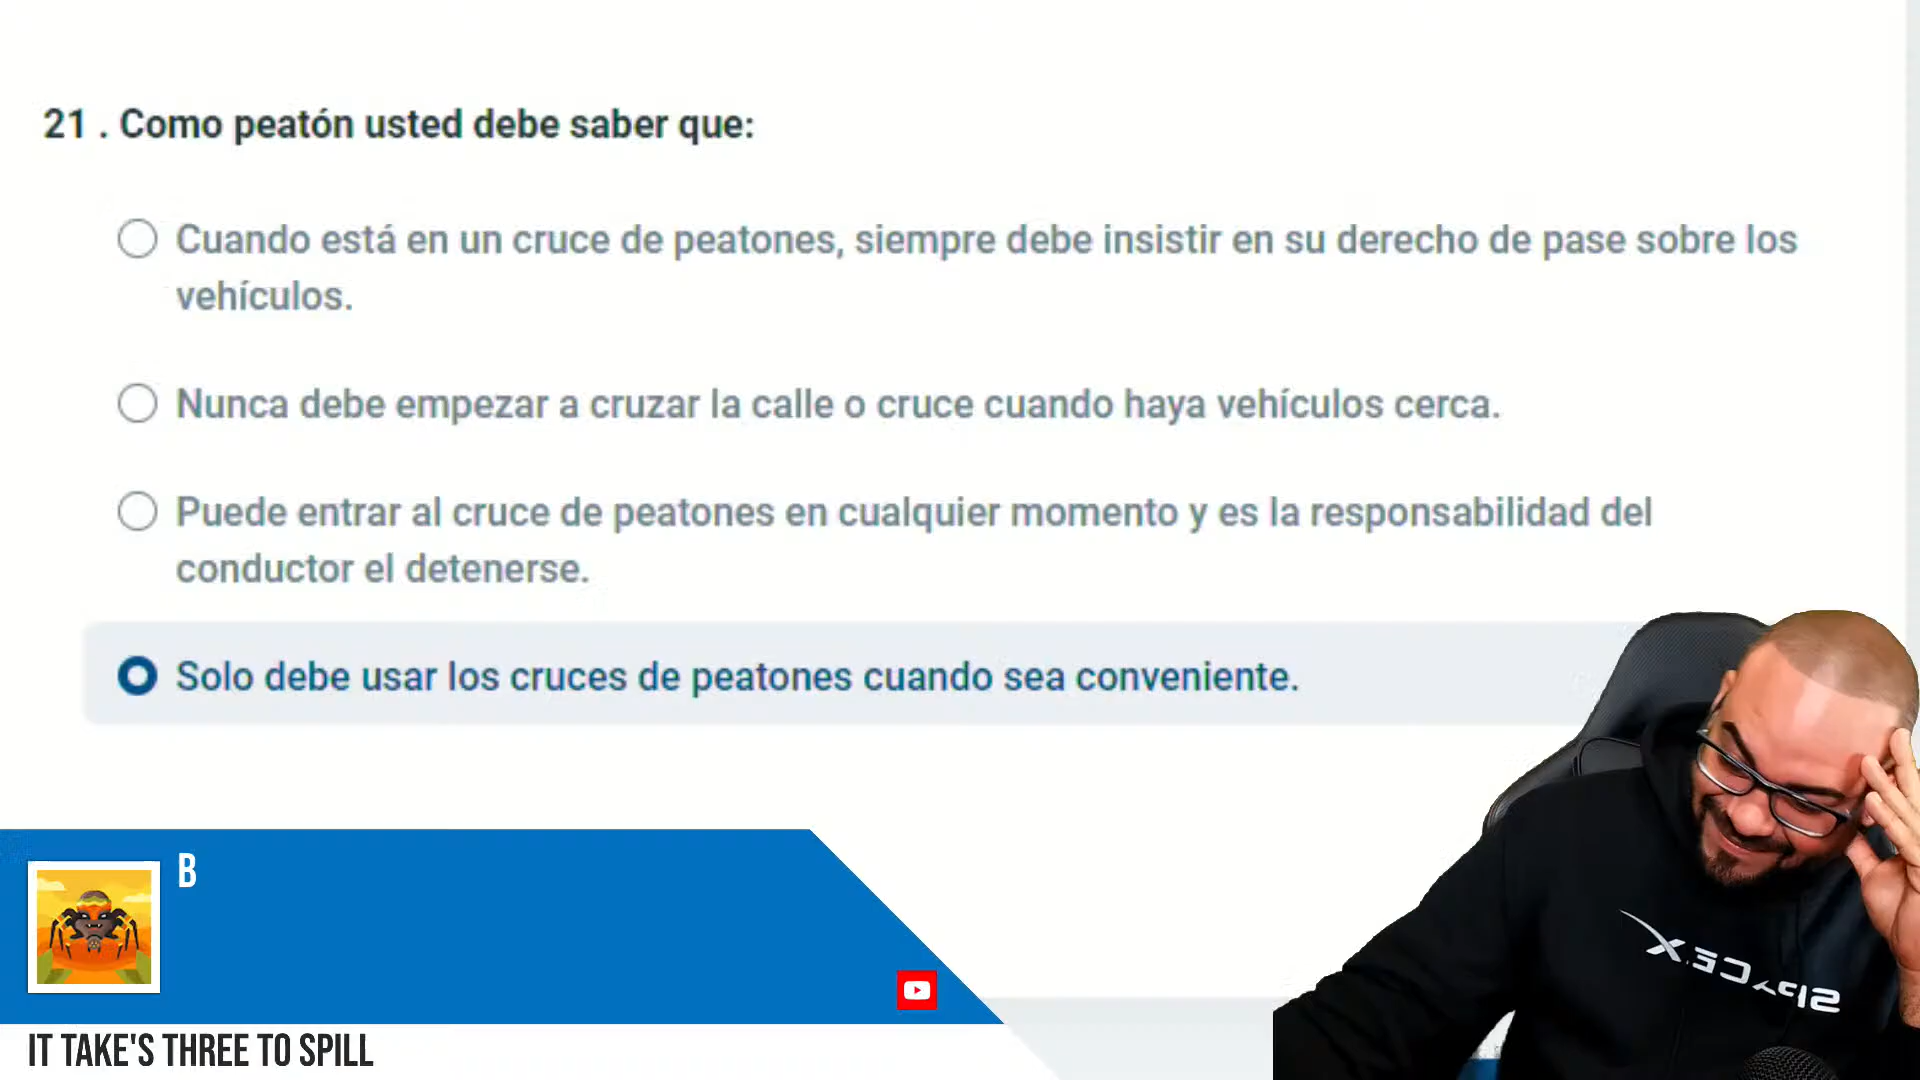 21 . Como peatón usted debe saber que:
Cuando está en un cruce de peatones, siempre debe insistir en su derecho de pase sobre los
vehículos.
Nunca debe empezar a cruzar la calle o cruce cuando haya vehículos cerca.
Puede entrar al cruce de peatones en cualquier momento y es la responsabilidad del
conductor el detenerse.
Solo debe usar los cruces de peatones cuando sea conveniente.
SPACEX
B
IT TAKE'S THREE TO SPILL